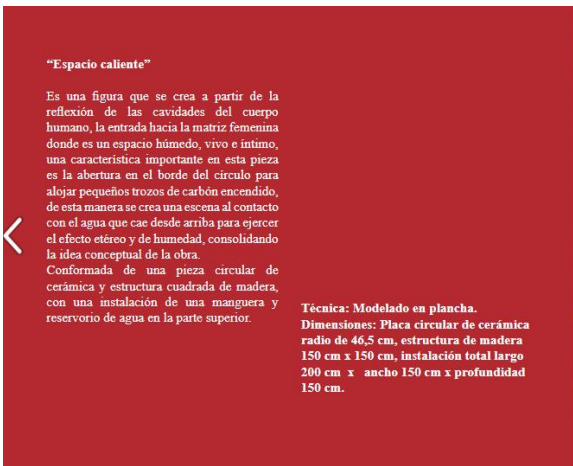 “Espacio caliente”
Es una figura que se crea a partir de la
reflexión de las cavidades del cuerpo
humano, la entrada hacia la matriz femenina
donde es un espacio húmedo, vivo e íntimo,
una característica importante en esta pieza
es la abertura en el borde del círculo para
alojar pequeños trozos de carbón encendido,
de esta manera se crea una escena al contacto
con el agua que cae desde arriba para ejercer
el efecto etéreo y de humedad, consolidando
la idea conceptual de la obra.
Conformada de una pieza circular de
cerámica y estructura cuadrada de madera,
con una instalación de una manguera y
reservorio de agua en la parte superior.
Técnica: Modelado en plancha.
Dimensiones: Placa circular de cerámica
radio de 46,5 cm, estructura de madera
150 cm x 150 cm, instalación total largo
200 cm x ancho 150 cm x profundidad
150 cm.